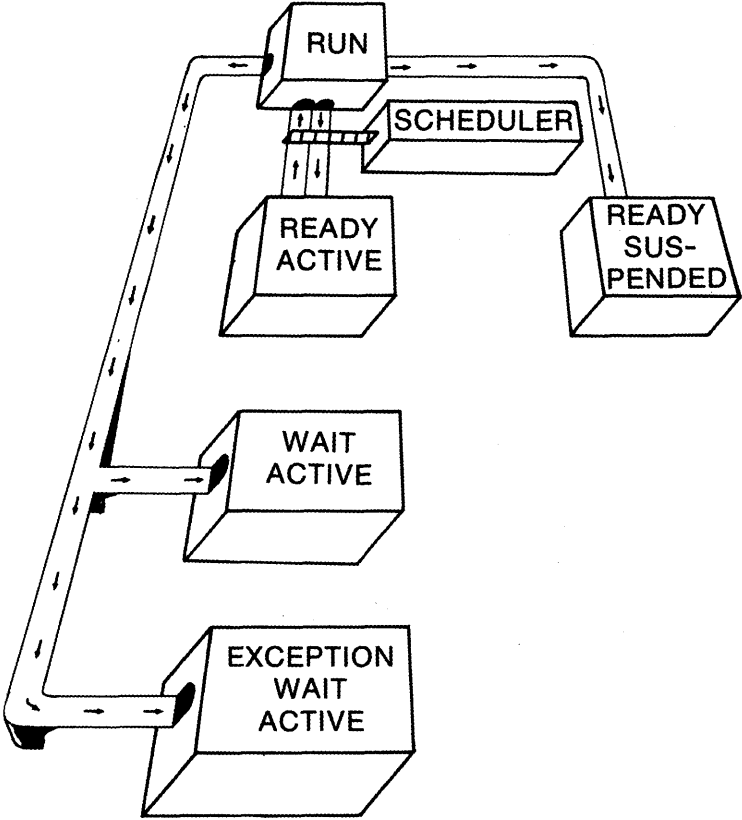 RUN
SCHEDULER
READY
ACTIVE
READY
SUS-
PENDED
WAIT
ACTIVE
EXCEPTION
WAIT
ACTIVE